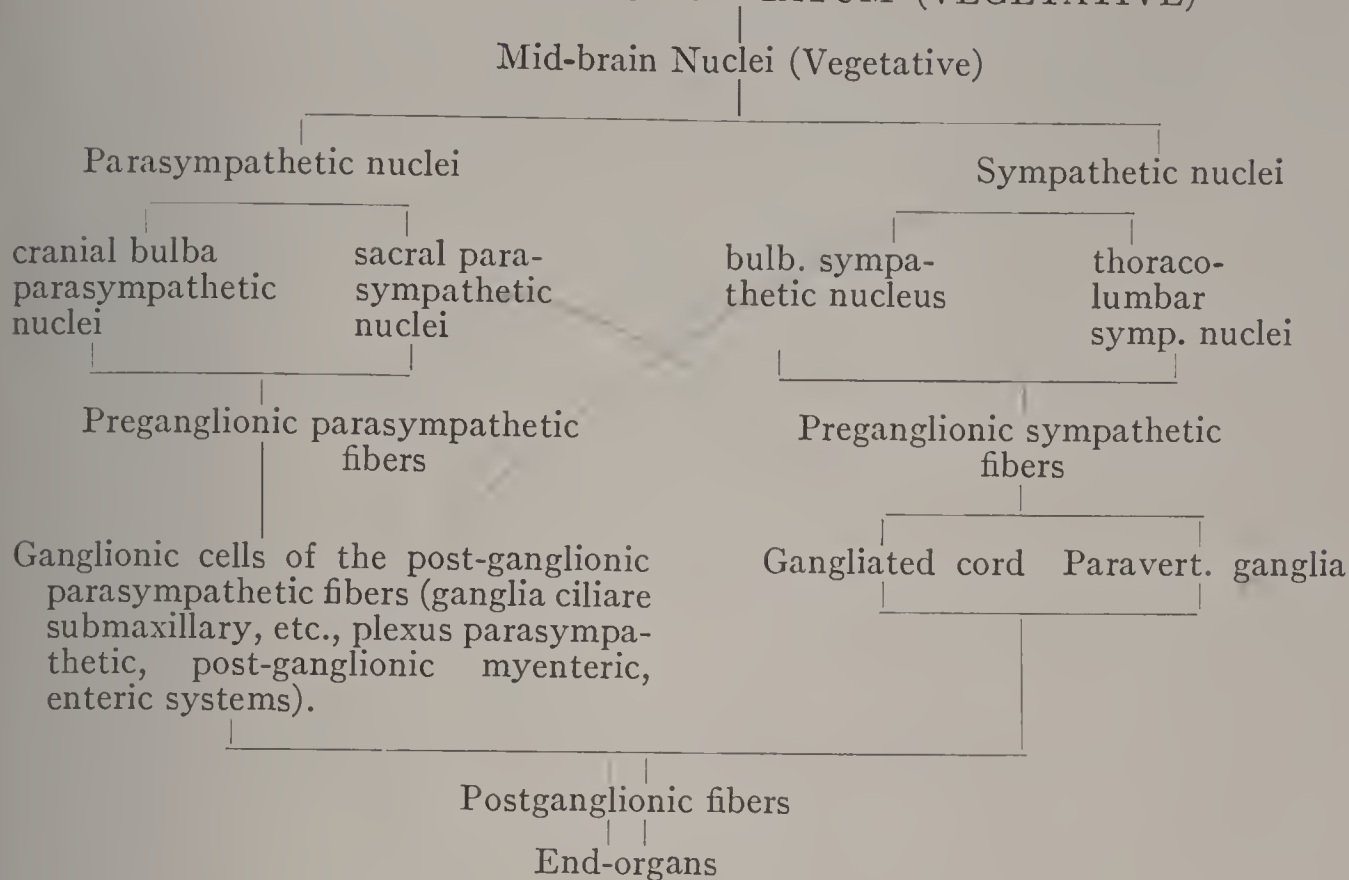 (VEGETATIVE)
Mid-brain Nuclei (Vegetative)
Parasympathetic nuclei
Sympathetic nuclei
cranial bulba
parasympathetic
nuclei
sacral para-
sympathetic
nuclei
bulb. sympa-
thetic nucleus
thoraco-
lumbar
symp. nuclei
Preganglionic parasympathetic
fibers
Preganglionic sympathetic
fibers
Ganglionic cells of the post-ganglionic
parasympathetic fibers (ganglia ciliare
submaxillary, etc., plexus parasympa-
thetic, post-ganglionic myenteric,
enteric systems).
Gangliated cord Paravert. ganglia
Postganglionic fibers
End-organs